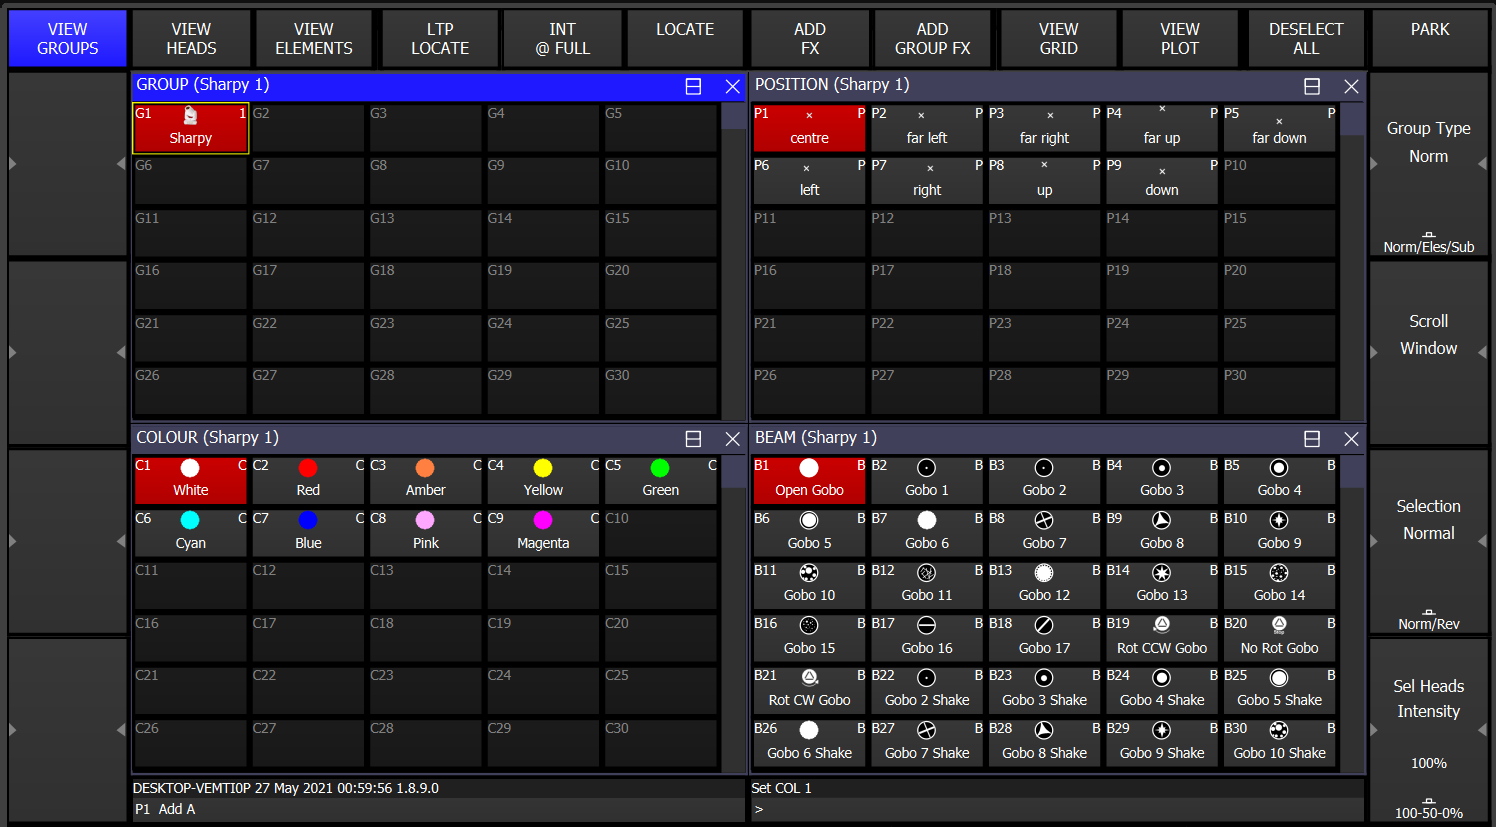 VIEW GROUPS
VIEW HEADS
VIEW ELEMENTS
LTP LOCATE
INT @ FULL
LOCATE
ADD FX
ADD GROUP FX
VIEW GRID
VIEW PLOT
DESELECT ALL
PARK
GROUP (Sharpy 1)
G1 1
Sharpy
G2 G3 G4 G5
G6 G7 G8 G9 G10
G11 G12 G13 G14 G15
G16 G17 G18 G19 G20
G21 G22 G23 G24 G25
G26 G27 G28 G29 G30
POSITION (Sharpy 1)
P1 P P2 P P3 P P4 P P5 P
centre far left far right far up far down
P6 P P7 P P8 P P9 P P10
left right up down
P11 P12 P13 P14 P15
P16 P17 P18 P19 P20
P21 P22 P23 P24 P25
P26 P27 P28 P29 P30
COLOUR (Sharpy 1)
C1 C C2 C C3 C C4 C C5 C
White Red Amber Yellow Green
C6 C C7 C C8 C C9 C C10
Cyan Blue Pink Magenta
C11 C12 C13 C14 C15
C16 C17 C18 C19 C20
C21 C22 C23 C24 C25
C26 C27 C28 C29 C30
BEAM (Sharpy 1)
B1 B B2 B B3 B B4 B B5 B
Open Gobo Gobo 1 Gobo 2 Gobo 3 Gobo 4
B6 B B7 B B8 B B9 B B10 B
Gobo 5 Gobo 6 Gobo 7 Gobo 8 Gobo 9
B11 B B12 B B13 B B14 B B15 B
Gobo 10 Gobo 11 Gobo 12 Gobo 13 Gobo 14
B16 B B17 B B18 B B19 B B20 B
Gobo 15 Gobo 16 Gobo 17 Rot CCW Gobo No Rot Gobo
B21 B B22 B B23 B B24 B B25 B
Rot CW Gobo Gobo 2 Shake Gobo 3 Shake Gobo 4 Shake Gobo 5 Shake
B26 B B27 B B28 B B29 B B30 B
Gobo 6 Shake Gobo 7 Shake Gobo 8 Shake Gobo 9 Shake Gobo 10 Shake
Group Type
Norm
Norm/Eles/Sub
Scroll
Window
Selection
Normal
Norm/Rev
Sel Heads
Intensity
100%
100-50-0%
DESKTOP-VEMTI0P 27 May 2021 00:59:56 1.8.9.0
P1 Add A
Set COL 1
>